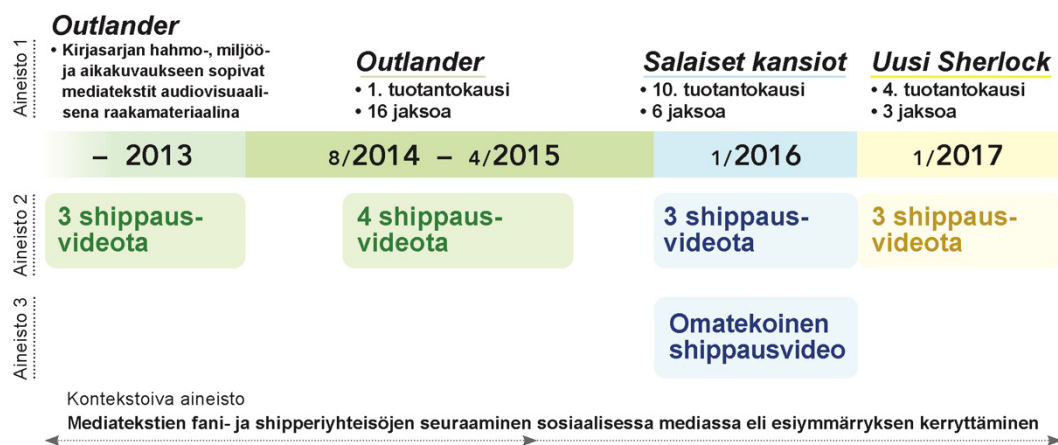 Aineisto 1
Outlander
• Kirjasarjan hahmo-, miljöö-
ja aikakuvaukseen sopivat
mediatekstit audiovisuaali-
sena raakamateriaalina
Outlander
• 1. tuotantokausi
• 16 jaksoa
Salaiset kansiot
• 10. tuotantokausi
• 6 jaksoa
Uusi Sherlock
• 4. tuotantokausi
• 3 jaksoa
– 2013
8/2014 – 4/2015
1/2016
1/2017
Aineisto 2
3 shippaus-
videota
4 shippaus-
videota
3 shippaus-
videota
3 shippaus-
videota
Aineisto 3
Omatekoinen
shippausvideo
Kontekstoiva aineisto
Mediatekstien fani- ja shipperiyhteisöjen seuraaminen sosiaalisessa mediassa eli esiymmärryksen kerryttäminen